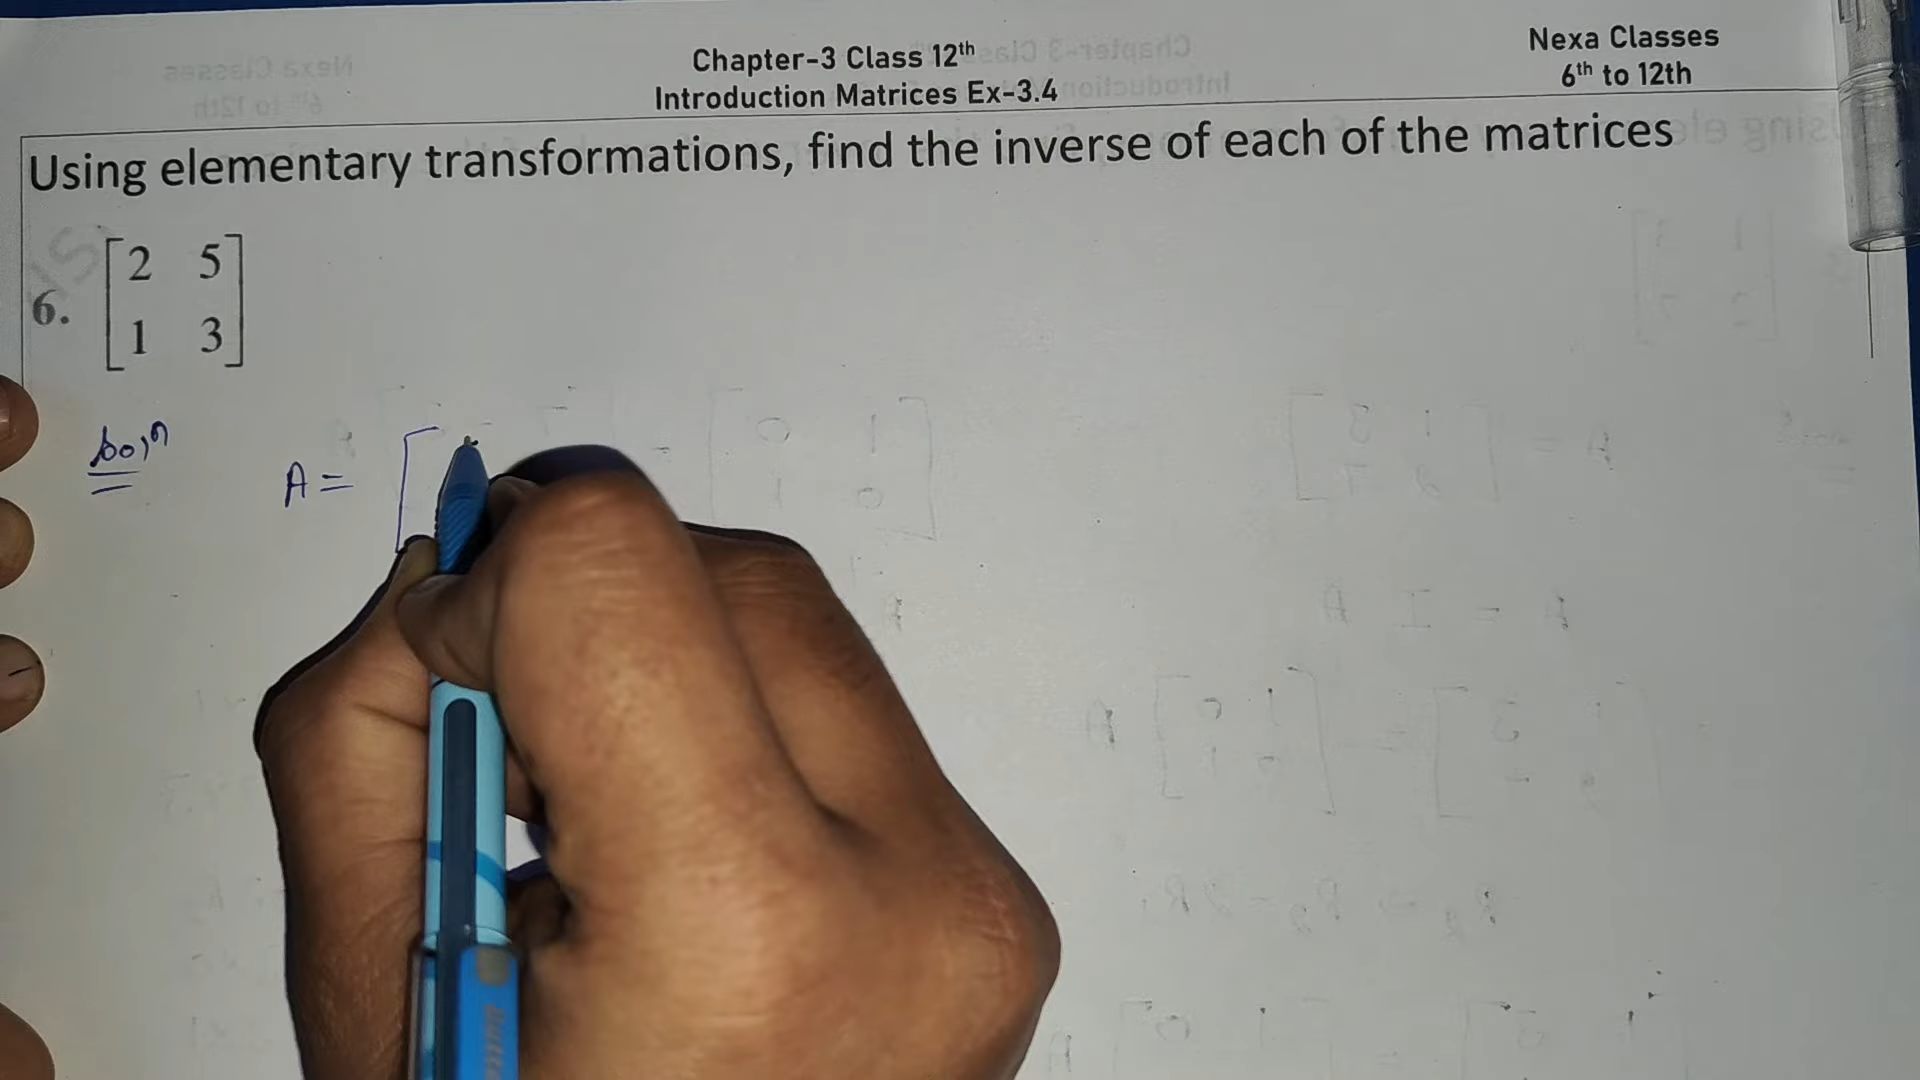 Chapter-3 Class 12th
Introduction Matrices Ex-3.4
Nexa Classes
6th to 12th
Using elementary transformations, find the inverse of each of the matrices
6. [2 5
1 3]
Soln
A = [